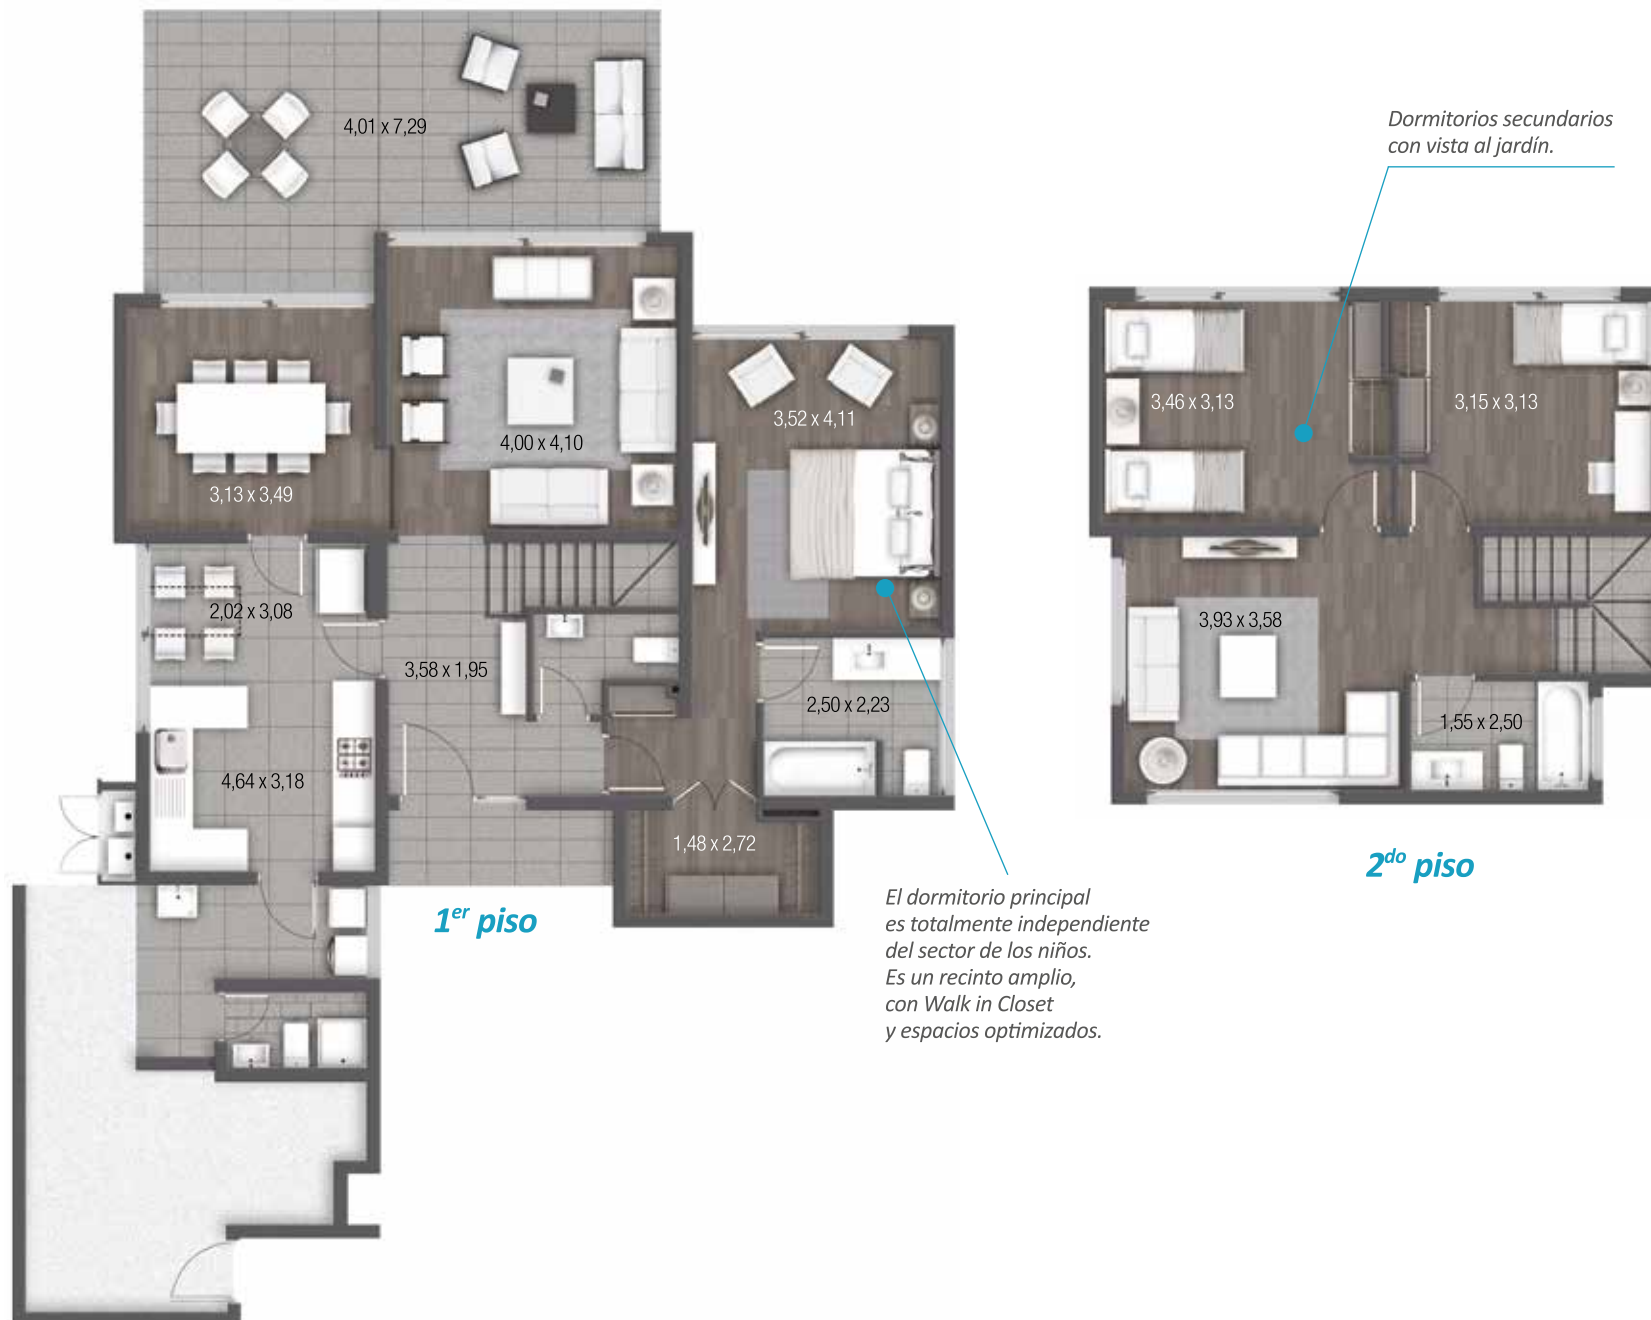 4,01 x 7,29
Dormitorios secundarios
con vista al jardín.
3,46 x 3,13
3,15 x 3,13
3,52 x 4,11
4,00 x 4,10
3,13 x 3,49
2,02 x 3,08
3,93 x 3,58
3,58 x 1,95
2,50 x 2,23
1,55 x 2,50
4,64 x 3,18
1,48 x 2,72
2do piso
1er piso
El dormitorio principal
es totalmente independiente
del sector de los niños.
Es un recinto amplio,
con Walk in Closet
y espacios optimizados.